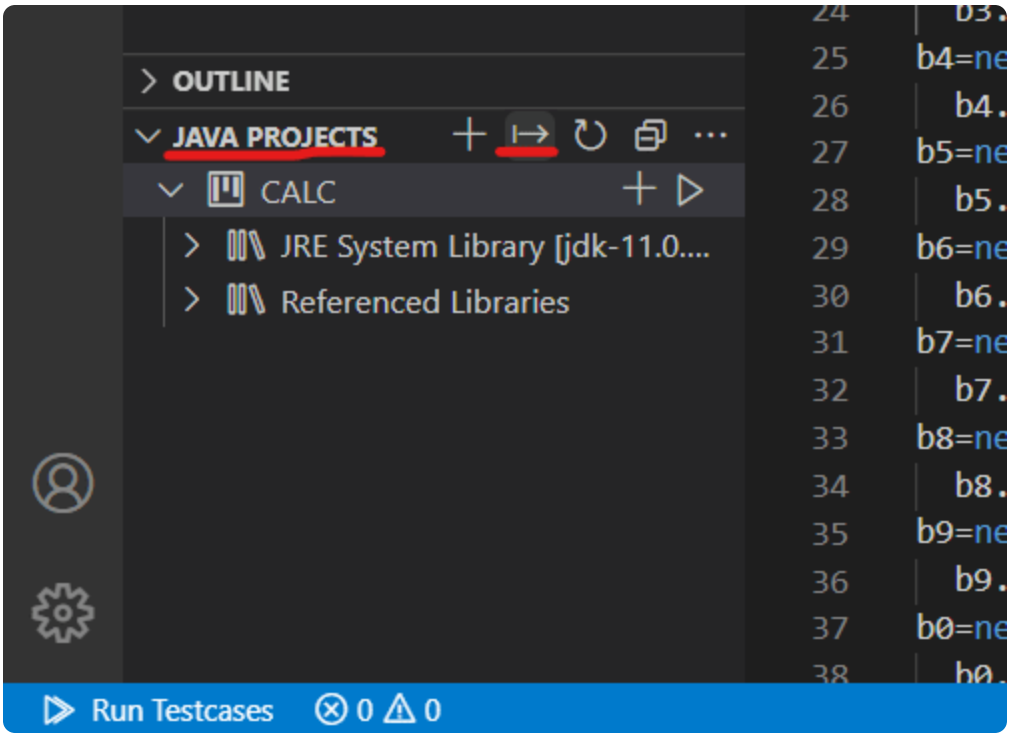 OUTLINE
JAVA PROJECTS
CALC
JRE System Library [jdk-11.0....
Referenced Libraries
24 b3.
25 b4=ne
26 b4.
27 b5=ne
28 b5.
29 b6=ne
30 b6.
31 b7=ne
32 b7.
33 b8=ne
34 b8.
35 b9=ne
36 b9.
37 b0=ne
38 b0.
Run Testcases 0 0